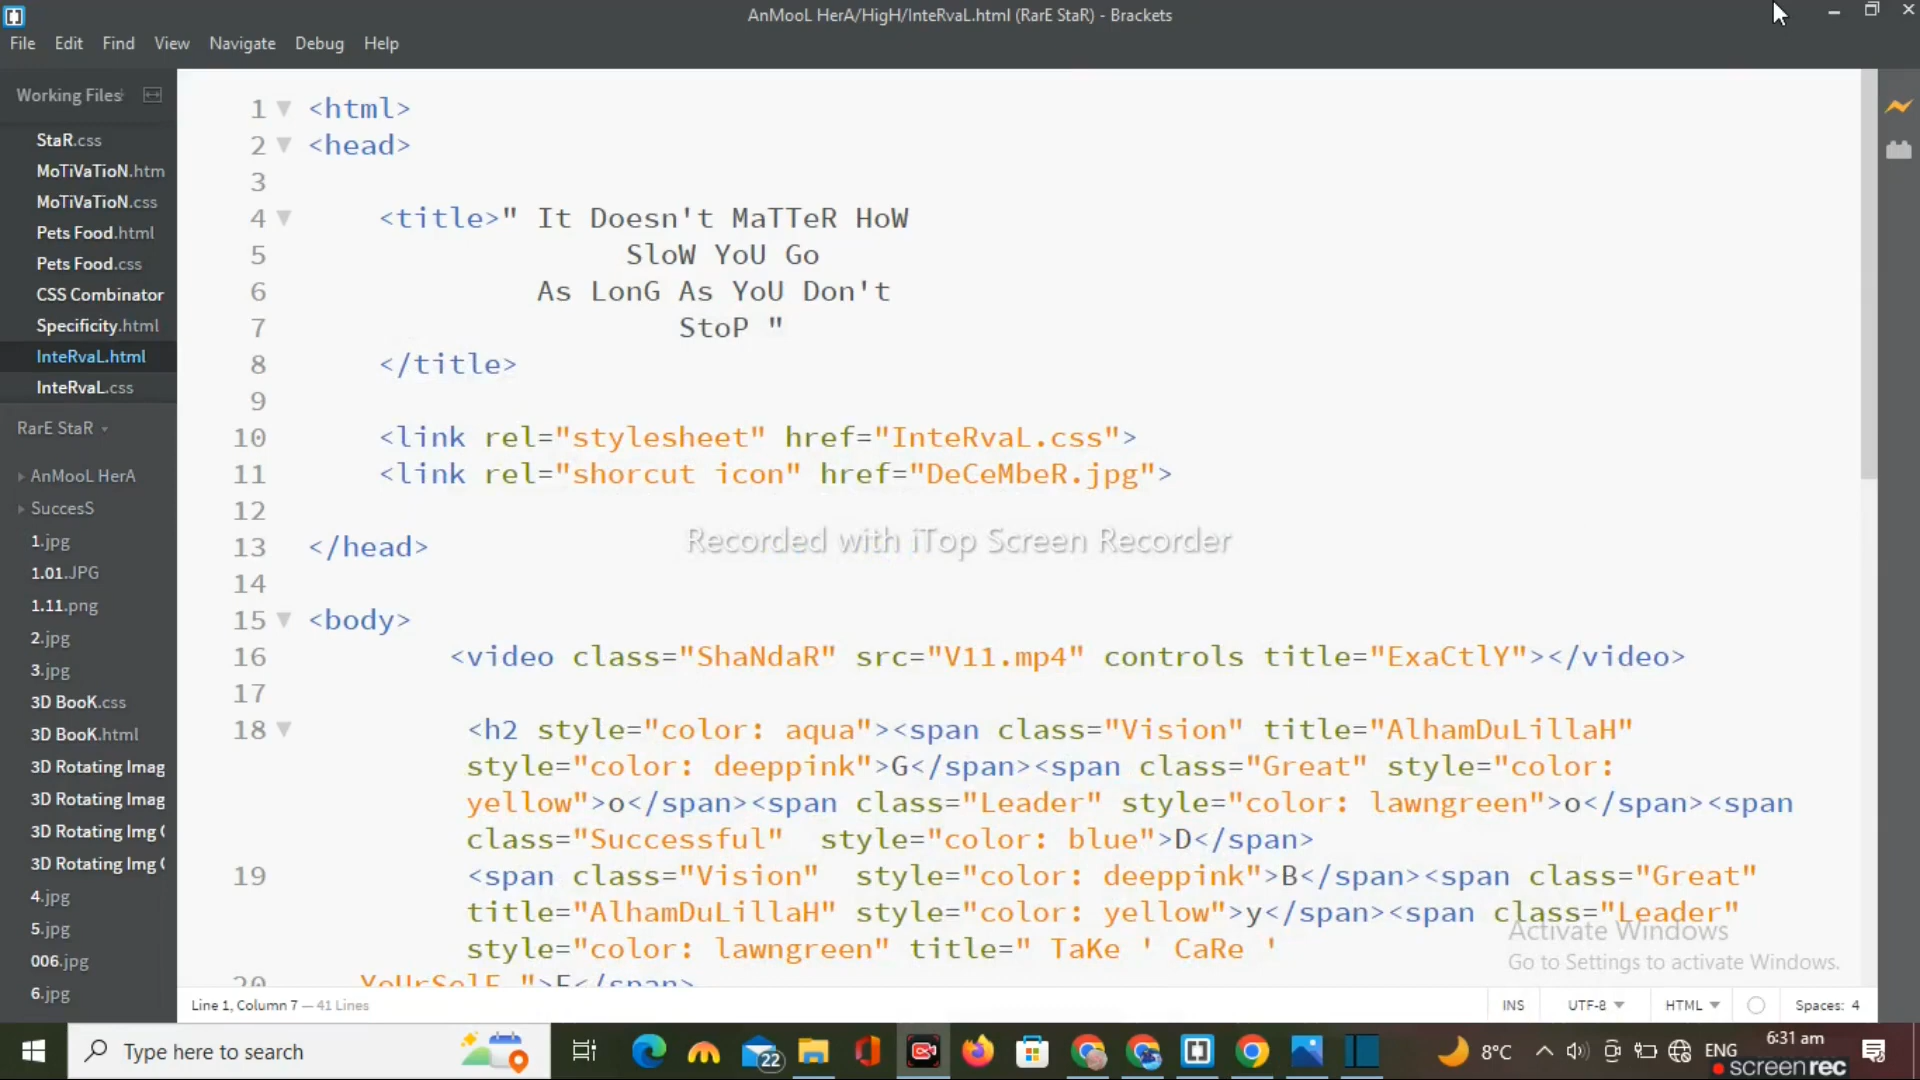 AnMooL HerA/HigH/InteRvaL.html (RarE StaR) - Brackets
File Edit Find View Navigate Debug Help
Working Files
StaR.css
MoTiVaTioN.htm
MoTiVaTioN.css
Pets Food.html
Pets Food.css
CSS Combinator
Specificity.html
InteRvaL.html
InteRvaL.css
RarE StaR
AnMooL HerA
SuccesS
1.jpg
1.01.JPG
1.11.png
2.jpg
3.jpg
3D BooK.css
3D BooK.html
3D Rotating Imag
3D Rotating Imag
3D Rotating Img
3D Rotating Img
4.jpg
5.jpg
006.jpg
6.jpg
1 <html>
2 <head>
3
4 <title>" It Doesn't MaTTeR HoW
5 SloW YoU Go
6 As LonG As YoU Don't
7 StoP "
8 </title>
9
10 <link rel="stylesheet" href="InteRvaL.css">
11 <link rel="shorcut icon" href="DeCeMbeR.jpg">
12
13 </head>
14
15 <body>
16 <video class="ShaNdaR" src="V11.mp4" controls title="ExaCtlY"></video>
17
18 <h2 style="color: aqua"><span class="Vision" title="AlhamDuLillaH"
style="color: deeppink">G</span><span class="Great" style="color:
yellow">o</span><span class="Leader" style="color: lawngreen">o</span><span
class="Successful"  style="color: blue">D</span>
19 <span class="Vision"  style="color: deeppink">B</span><span class="Great"
title="AlhamDuLillaH" style="color: yellow">y</span><span class="Leader"
style="color: lawngreen" title=" TaKe ' CaRe '
20 YoUrSelF ">E</span>
Recorded with iTop Screen Recorder
Activate Windows
Go to Settings to activate Windows.
Line 1, Column 7 — 41 Lines
INS UTF-8 HTML Spaces: 4
Type here to search
22
8°C
ENG
6:31 am
screenrec